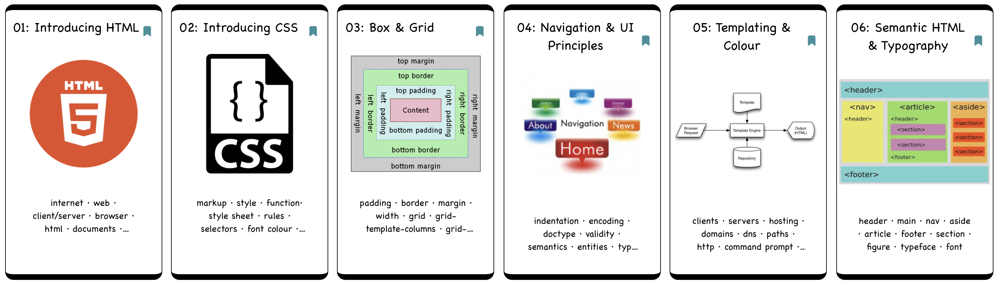 01: Introducing HTML
HTML
5
internet · web ·
client/server · browser ·
html · documents ·...
02: Introducing CSS
{ }
CSS
markup · style · function·
style sheet · rules ·
selectors · font colour ·...
03: Box & Grid
top margin
top border
top padding
left margin
left border
left padding
Content
right padding
right border
right margin
bottom padding
bottom border
bottom margin
padding · border · margin ·
width · grid · grid-
template-columns · grid-...
04: Navigation & UI
Principles
Contact
Search
Sitemap
About
Navigation
News
Home
indentation · encoding ·
doctype · validity ·
semantics · entities · typ...
05: Templating &
Colour
Template
Browser
Request
Template Engine
Output
(HTML)
Repository
clients · servers · hosting ·
domains · dns · paths ·
http · command prompt ·...
06: Semantic HTML
& Typography
<header>
<nav>
<header>
<article>
<header>
<section>
<section>
<footer>
<aside>
<section>
<section>
<section>
<footer>
header · main · nav · aside
· article · footer · section ·
figure · typeface · font